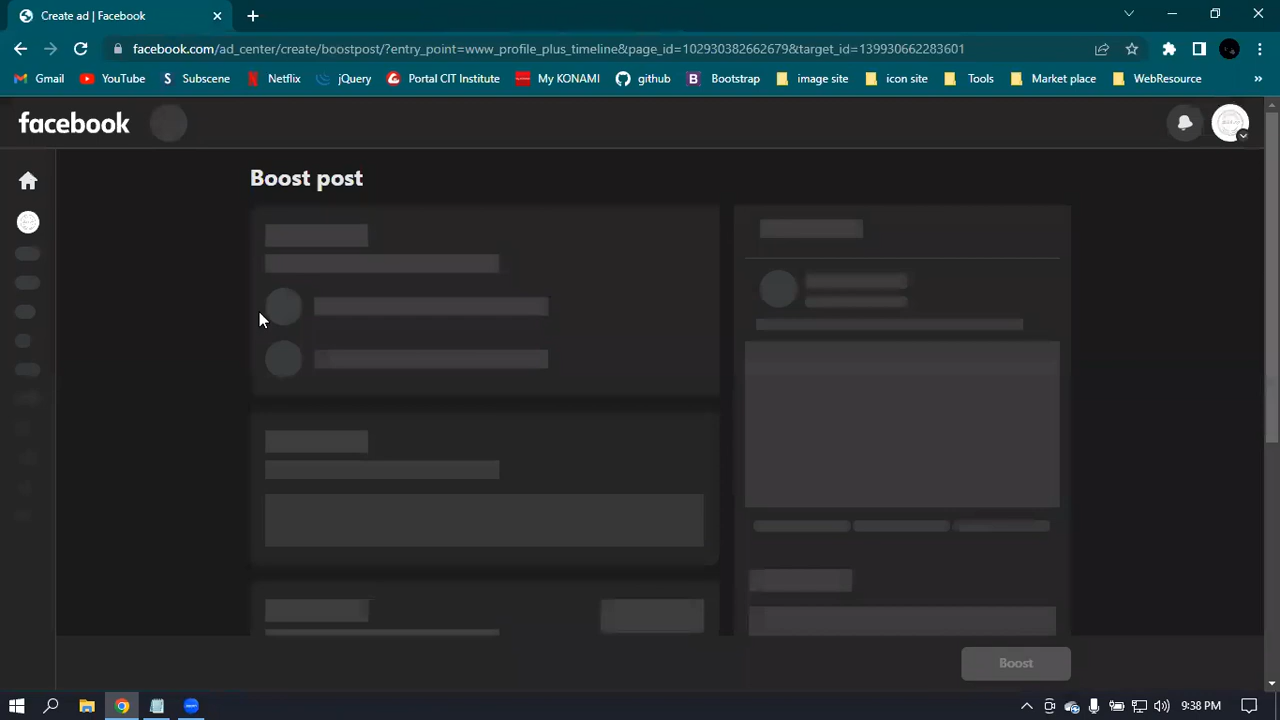 Create ad | Facebook
facebook.com/ad_center/create/boostpost/?entry_point=www_profile_plus_timeline&page_id=102930382662679&target_id=139930662283601
Gmail YouTube Subscene Netflix jQuery Portal CIT Institute My KONAMI github Bootstrap image site icon site Tools Market place WebResource »
facebook
Boost post
Boost
9:38 PM